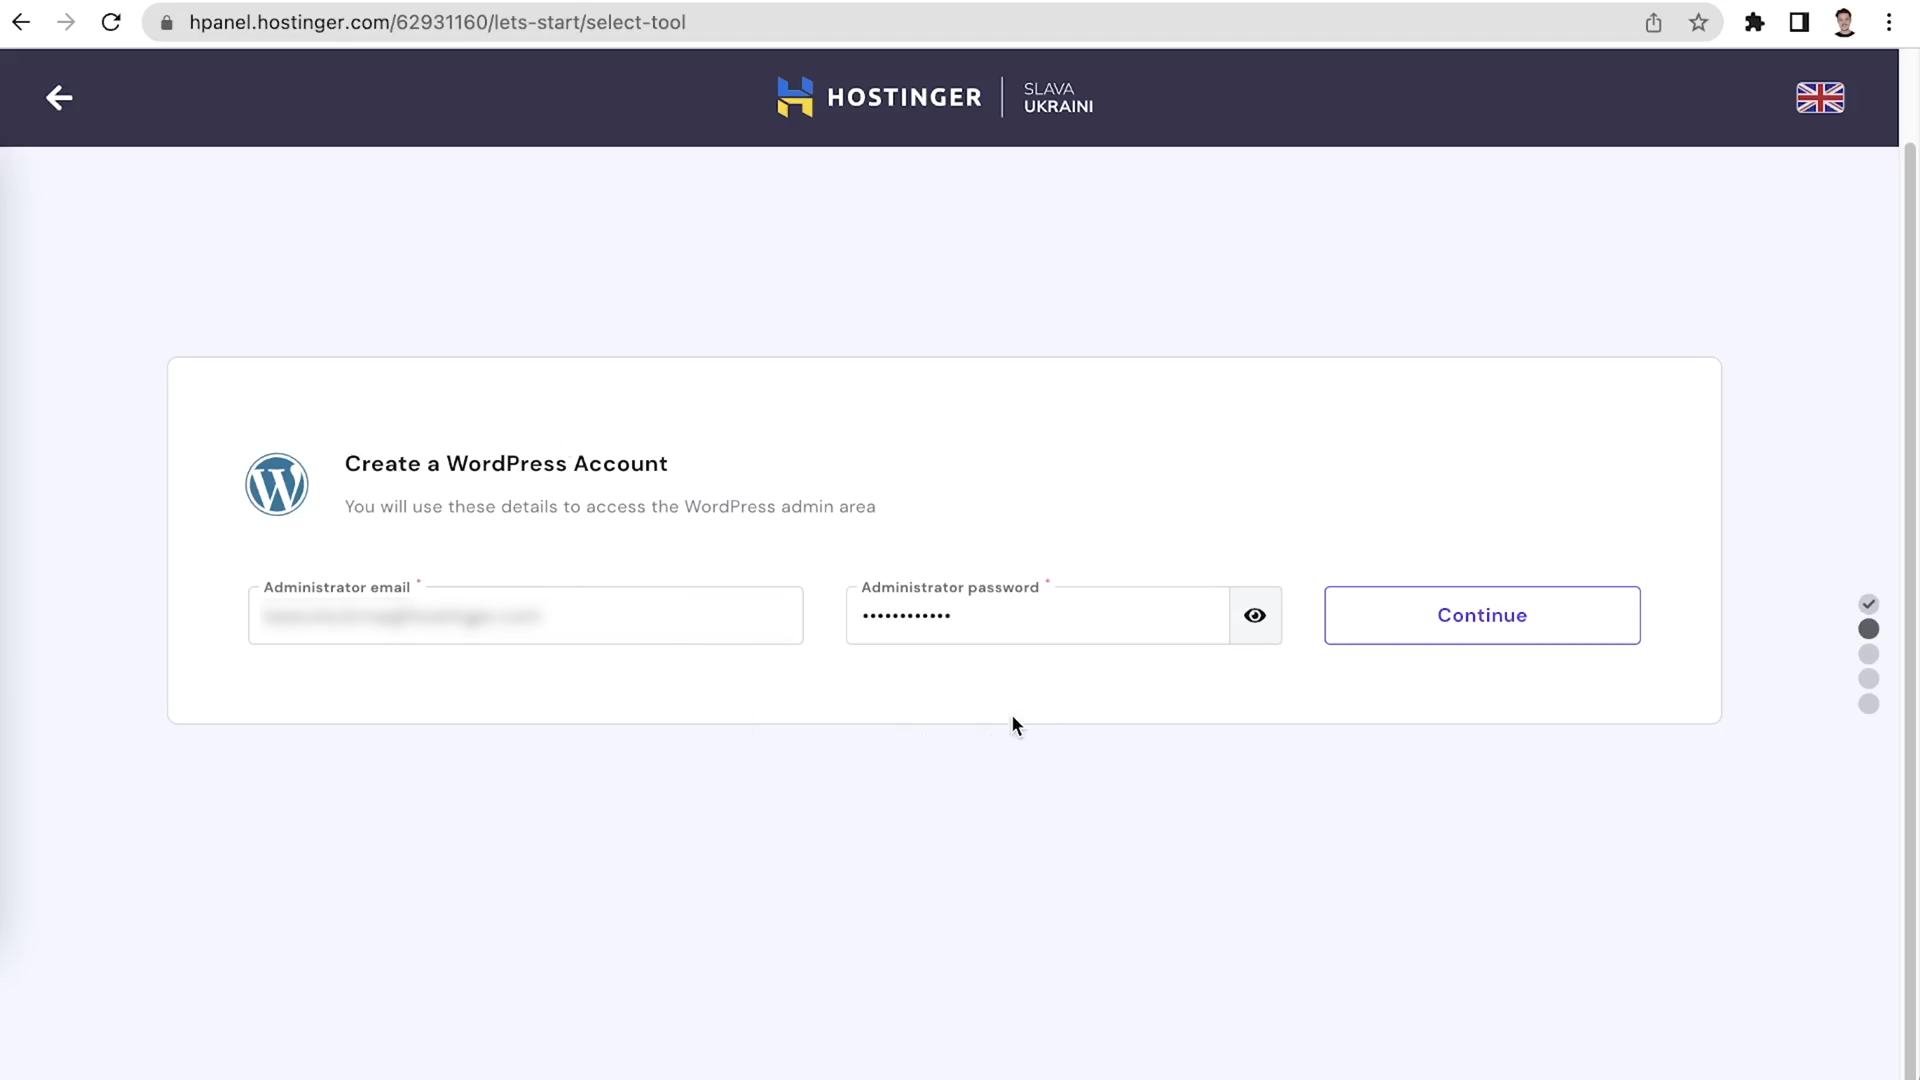 hpanel.hostinger.com/62931160/lets-start/select-tool
HOSTINGER
SLAVA
UKRAINI
Create a WordPress Account
You will use these details to access the WordPress admin area
Administrator email *
Administrator password *
••••••••••••
Continue